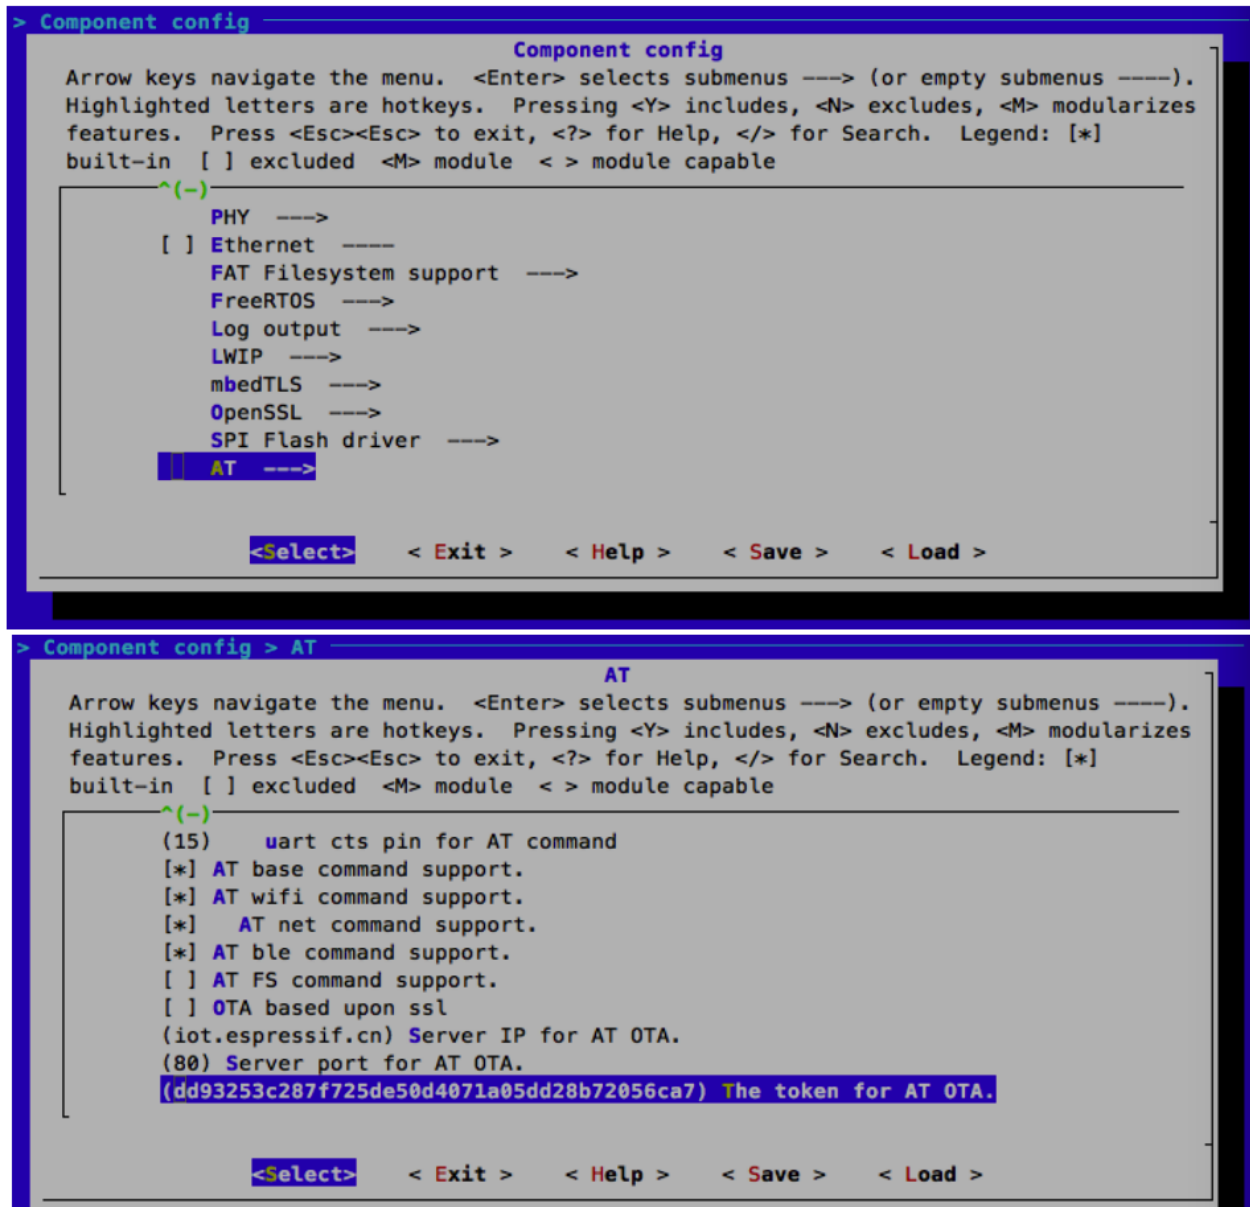 > Component config
Component config
Arrow keys navigate the menu.  <Enter> selects submenus ---> (or empty submenus ----).
Highlighted letters are hotkeys.  Pressing <Y> includes, <N> excludes, <M> modularizes
features.  Press <Esc><Esc> to exit, <?> for Help, </> for Search.  Legend: [*]
built-in  [ ] excluded  <M> module  < > module capable
^(-)
PHY  --->
[ ] Ethernet  ----
FAT Filesystem support  --->
FreeRTOS  --->
Log output  --->
LWIP  --->
mbedTLS  --->
OpenSSL  --->
SPI Flash driver  --->
AT  --->
<Select>    < Exit >    < Help >    < Save >    < Load >
> Component config > AT
AT
Arrow keys navigate the menu.  <Enter> selects submenus ---> (or empty submenus ----).
Highlighted letters are hotkeys.  Pressing <Y> includes, <N> excludes, <M> modularizes
features.  Press <Esc><Esc> to exit, <?> for Help, </> for Search.  Legend: [*]
built-in  [ ] excluded  <M> module  < > module capable
^(-)
(15)    uart cts pin for AT command
[*] AT base command support.
[*] AT wifi command support.
[*]   AT net command support.
[*] AT ble command support.
[ ] AT FS command support.
[ ] OTA based upon ssl
(iot.espressif.cn) Server IP for AT OTA.
(80) Server port for AT OTA.
(dd93253c287f725de50d4071a05dd28b72056ca7) The token for AT OTA.
<Select>    < Exit >    < Help >    < Save >    < Load >